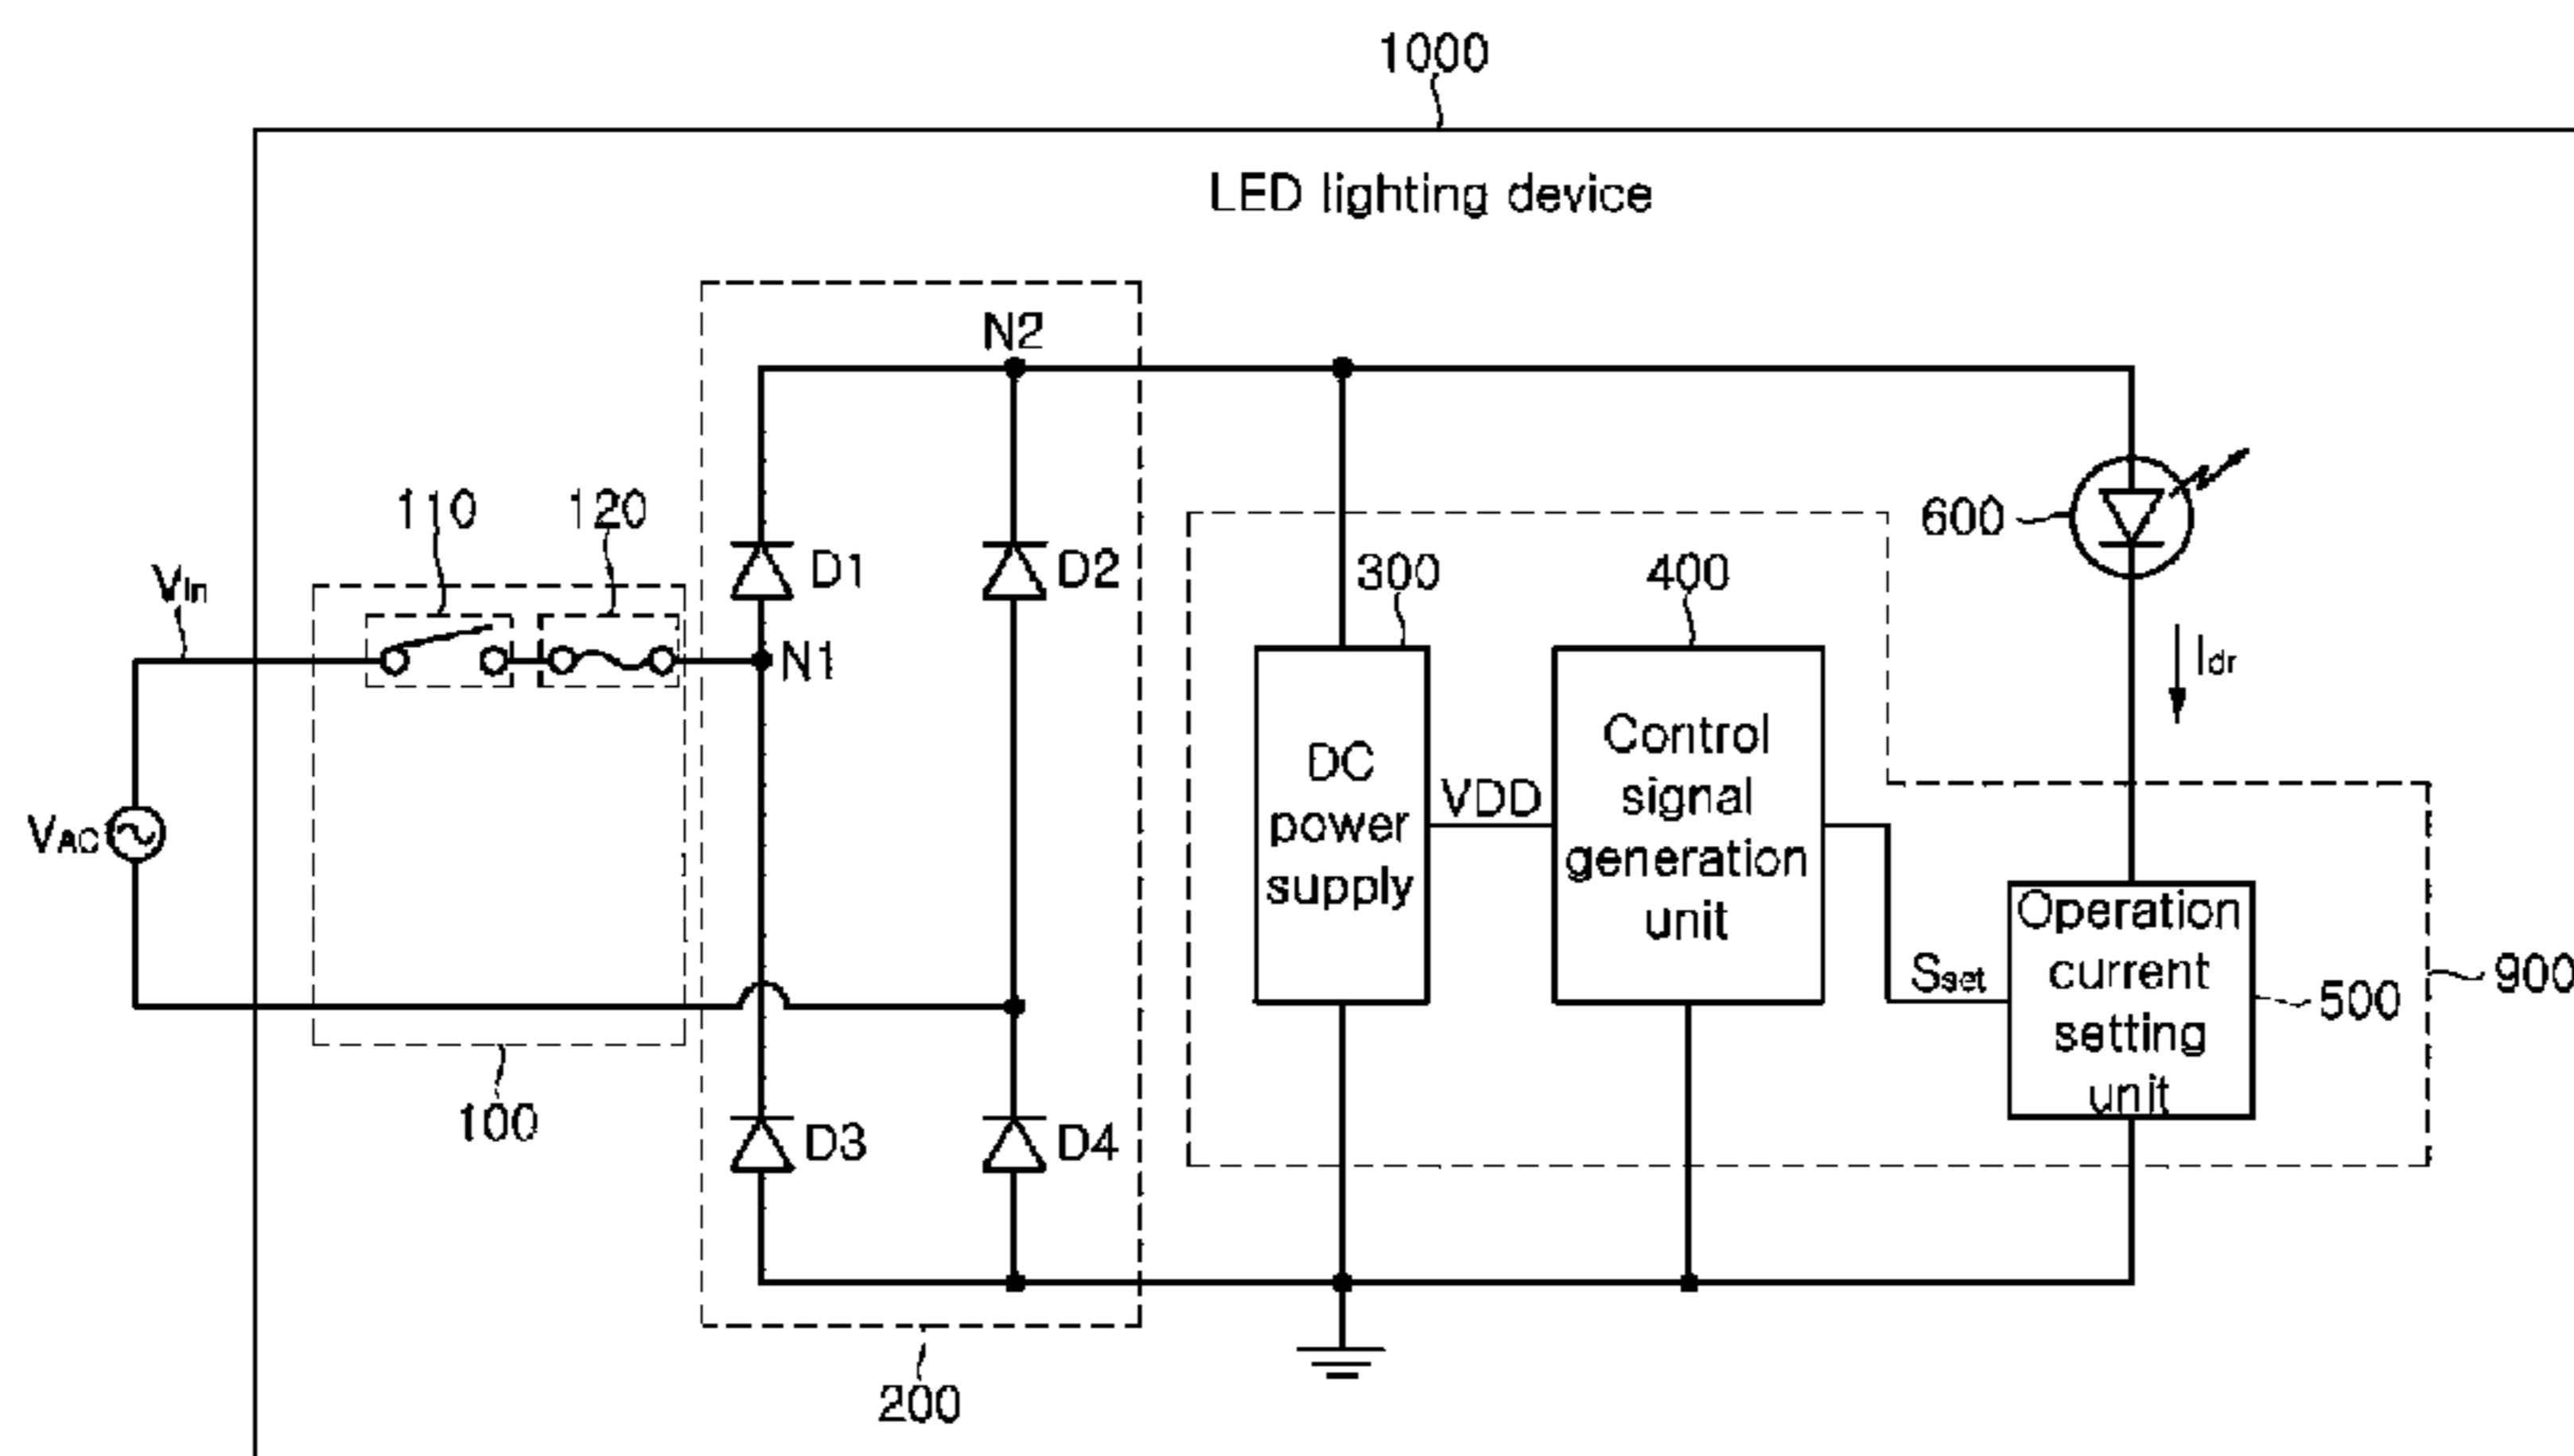 1000
LED lighting device
N2
110
120
VIn
D1
D2
300
400
600
N1
Idr
DC
power
supply
VDD
Control
signal
generation
unit
VAC
Operation
current
setting
unit
Sset
500
900
100
D3
D4
200